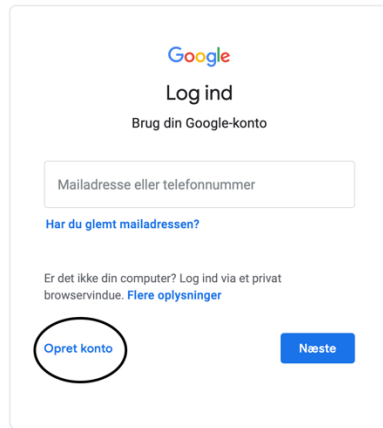 Google
Log ind
Brug din Google-konto
Mailadresse eller telefonnummer
Har du glemt mailadressen?
Er det ikke din computer? Log ind via et privat
browservindue. Flere oplysninger
Opret konto Næste